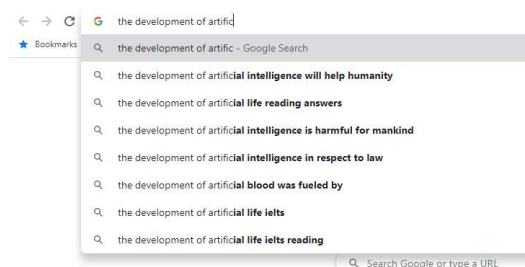 the development of artific
Bookmarks
the development of artific - Google Search
the development of artificial intelligence will help humanity
the development of artificial life reading answers
the development of artificial intelligence is harmful for mankind
the development of artificial intelligence in respect to law
the development of artificial blood was fueled by
the development of artificial life ielts
the development of artificial life ielts reading
Search Google or type a URL